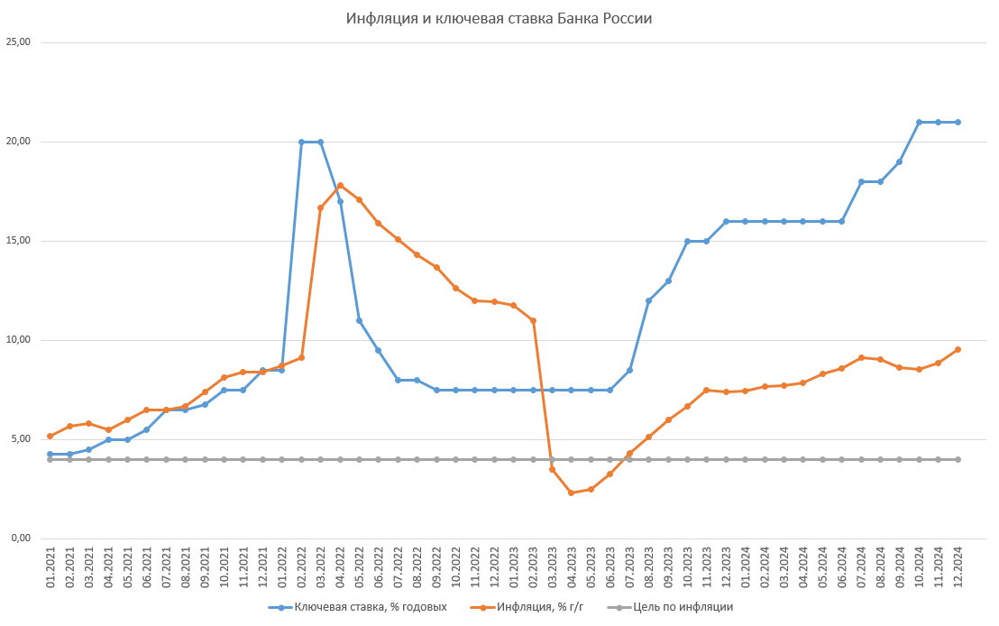 Инфляция и ключевая ставка Банка России
25,00
20,00
15,00
10,00
5,00
0,00
01.2021 02.2021 03.2021 04.2021 05.2021 06.2021 07.2021 08.2021 09.2021 10.2021 11.2021 12.2021 01.2022 02.2022 03.2022 04.2022 05.2022 06.2022 07.2022 08.2022 09.2022 10.2022 11.2022 12.2022 01.2023 02.2023 03.2023 04.2023 05.2023 06.2023 07.2023 08.2023 09.2023 10.2023 11.2023 12.2023 01.2024 02.2024 03.2024 04.2024 05.2024 06.2024 07.2024 08.2024 09.2024 10.2024 11.2024 12.2024
Ключевая ставка, % годовых Инфляция, % г/г Цель по инфляции